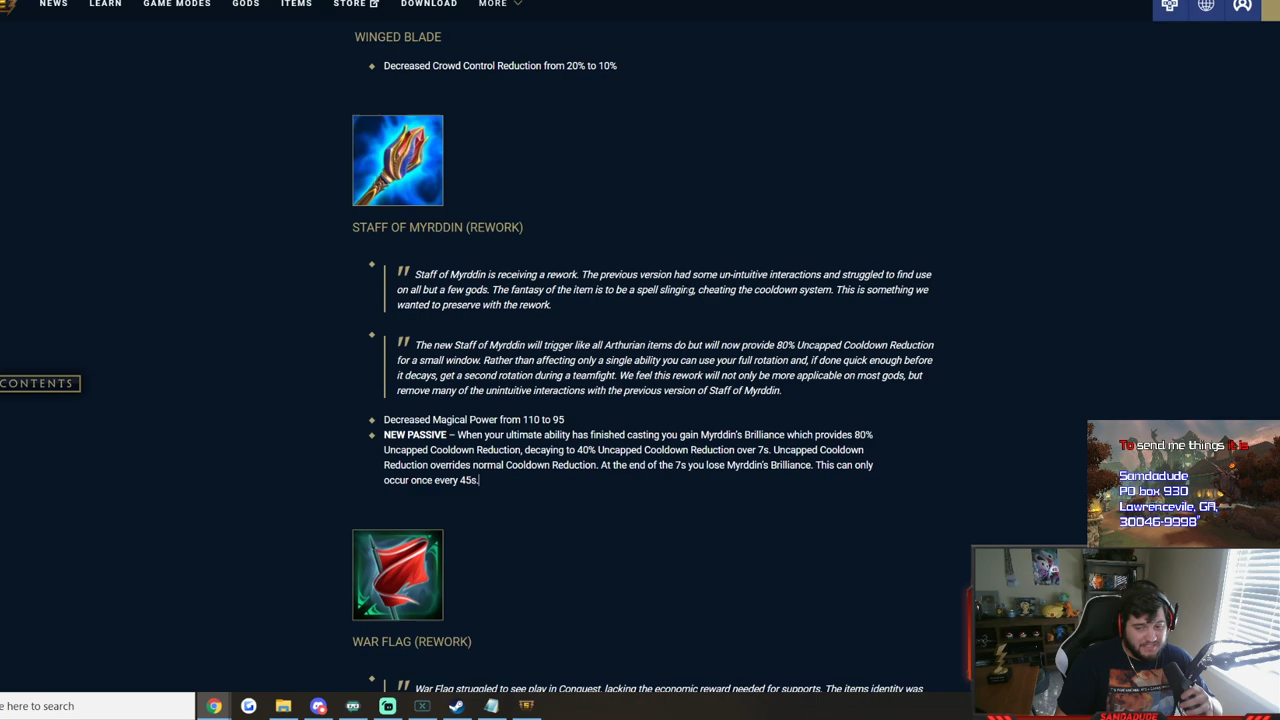 NEWS LEARN GAME MODES GODS ITEMS STORE DOWNLOAD MORE
WINGED BLADE
Decreased Crowd Control Reduction from 20% to 10%
STAFF OF MYRDDIN (REWORK)
" Staff of Myrddin is receiving a rework. The previous version had some un-intuitive interactions and struggled to find use
on all but a few gods. The fantasy of the item is to be a spell slinging, cheating the cooldown system. This is something we
wanted to preserve with the rework.
" The new Staff of Myrddin will trigger like all Arthurian items do but will now provide 80% Uncapped Cooldown Reduction
for a small window. Rather than affecting only a single ability you can use your full rotation and, if done quick enough before
it decays, get a second rotation during a teamfight. We feel this rework will not only be more applicable on most gods, but
remove many of the unintuitive interactions with the previous version of Staff of Myrddin.
CONTENTS
Decreased Magical Power from 110 to 95
NEW PASSIVE – When your ultimate ability has finished casting you gain Myrddin's Brilliance which provides 80%
Uncapped Cooldown Reduction, decaying to 40% Uncapped Cooldown Reduction over 7s. Uncapped Cooldown
Reduction overrides normal Cooldown Reduction. At the end of the 7s you lose Myrddin's Brilliance. This can only
occur once every 45s.
To send me things it is
Samdadude
PO box 930
Lawrencevile, GA,
30046-9998"
WAR FLAG (REWORK)
" War Flag struggled to see play in Conquest, lacking the economic reward needed for supports. The items identity was
e here to search
SAMDADUDE